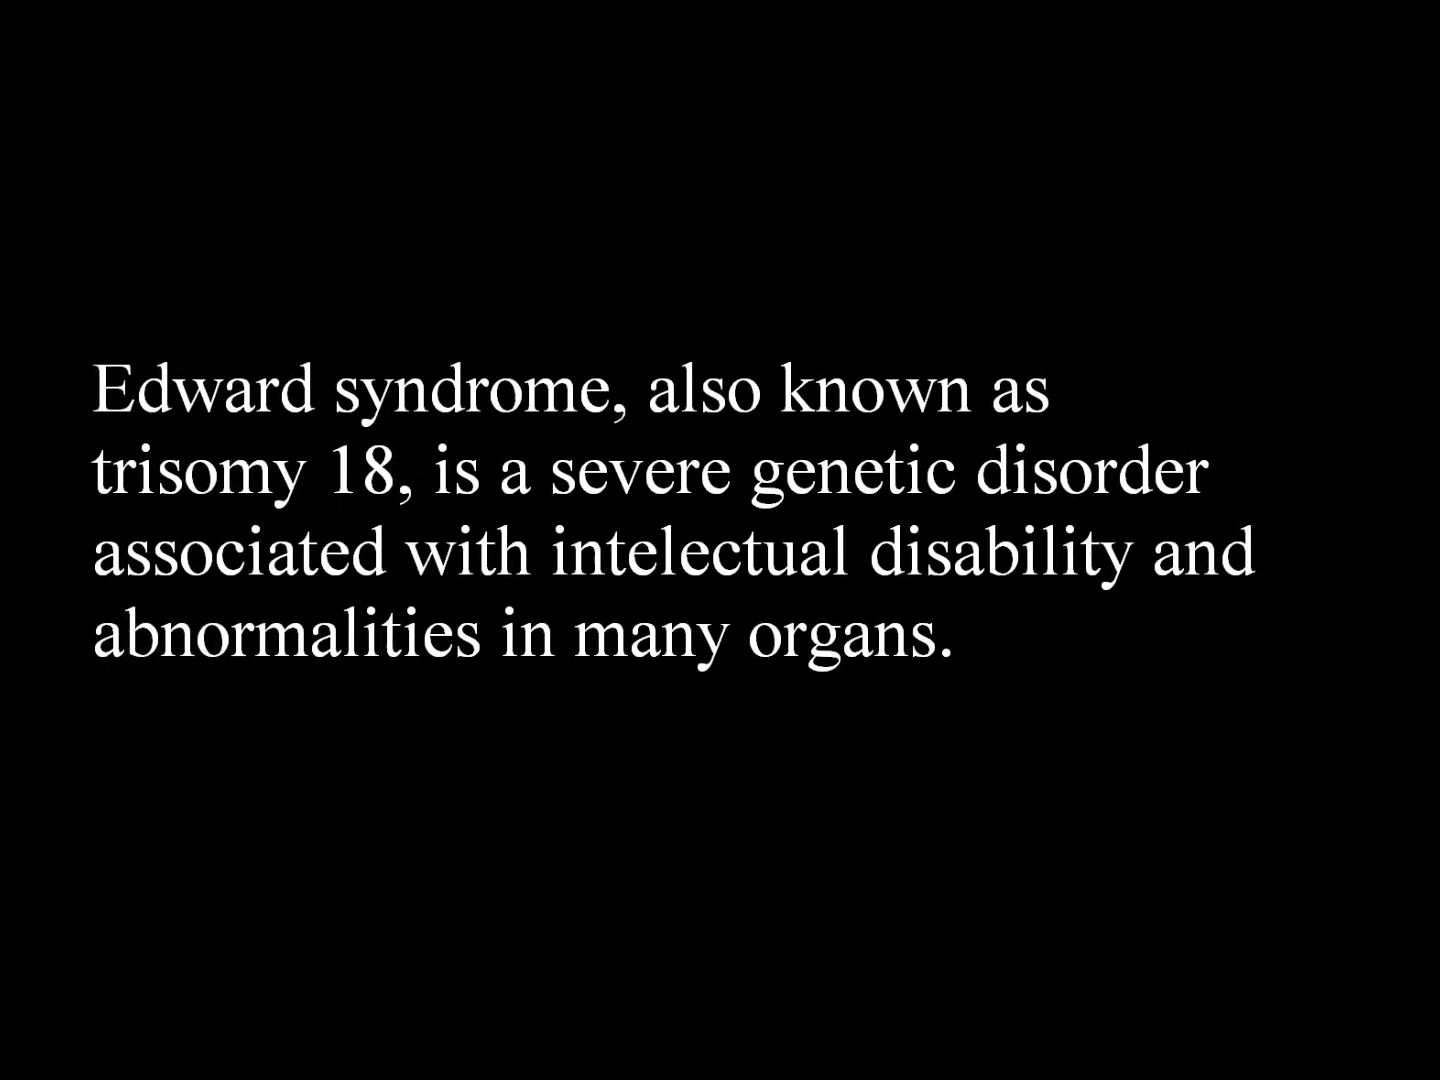 Edward syndrome, also known as
trisomy 18, is a severe genetic disorder
associated with intelectual disability and
abnormalities in many organs.